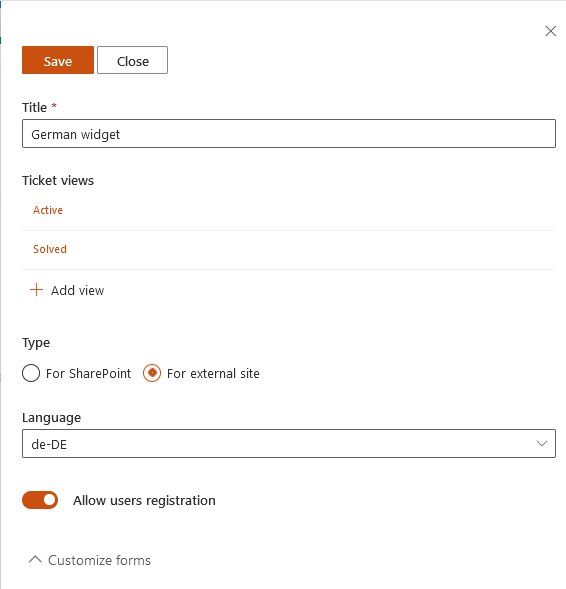 Save Close
Title *
German widget
Ticket views
Active
Solved
Add view
Type
For SharePoint For external site
Language
de-DE
Allow users registration
Customize forms